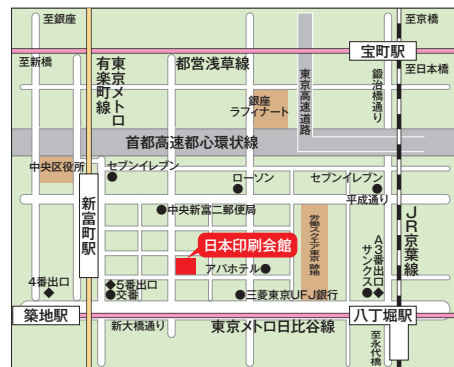 至銀座
至京橋
宝町駅
至新橋
東京メトロ
有楽町線
都営浅草線
東京高速道路
鍛治橋通り
至日本橋
銀座
ラフィナート
首都高速都心環状線
中央区役所
セブンイレブン
ローソン
セブンイレブン
平成通り
新富町駅
●中央新富二郵便局
労働スクエア東京 跡地
JR京葉線
日本印刷会館
A3番出口
サンクス
アパホテル●
4番出口
◆
◆5番出口
●交番
●三菱東京UFJ銀行
築地駅
新大橋通り
東京メトロ日比谷線
八丁堀駅
至永代橋